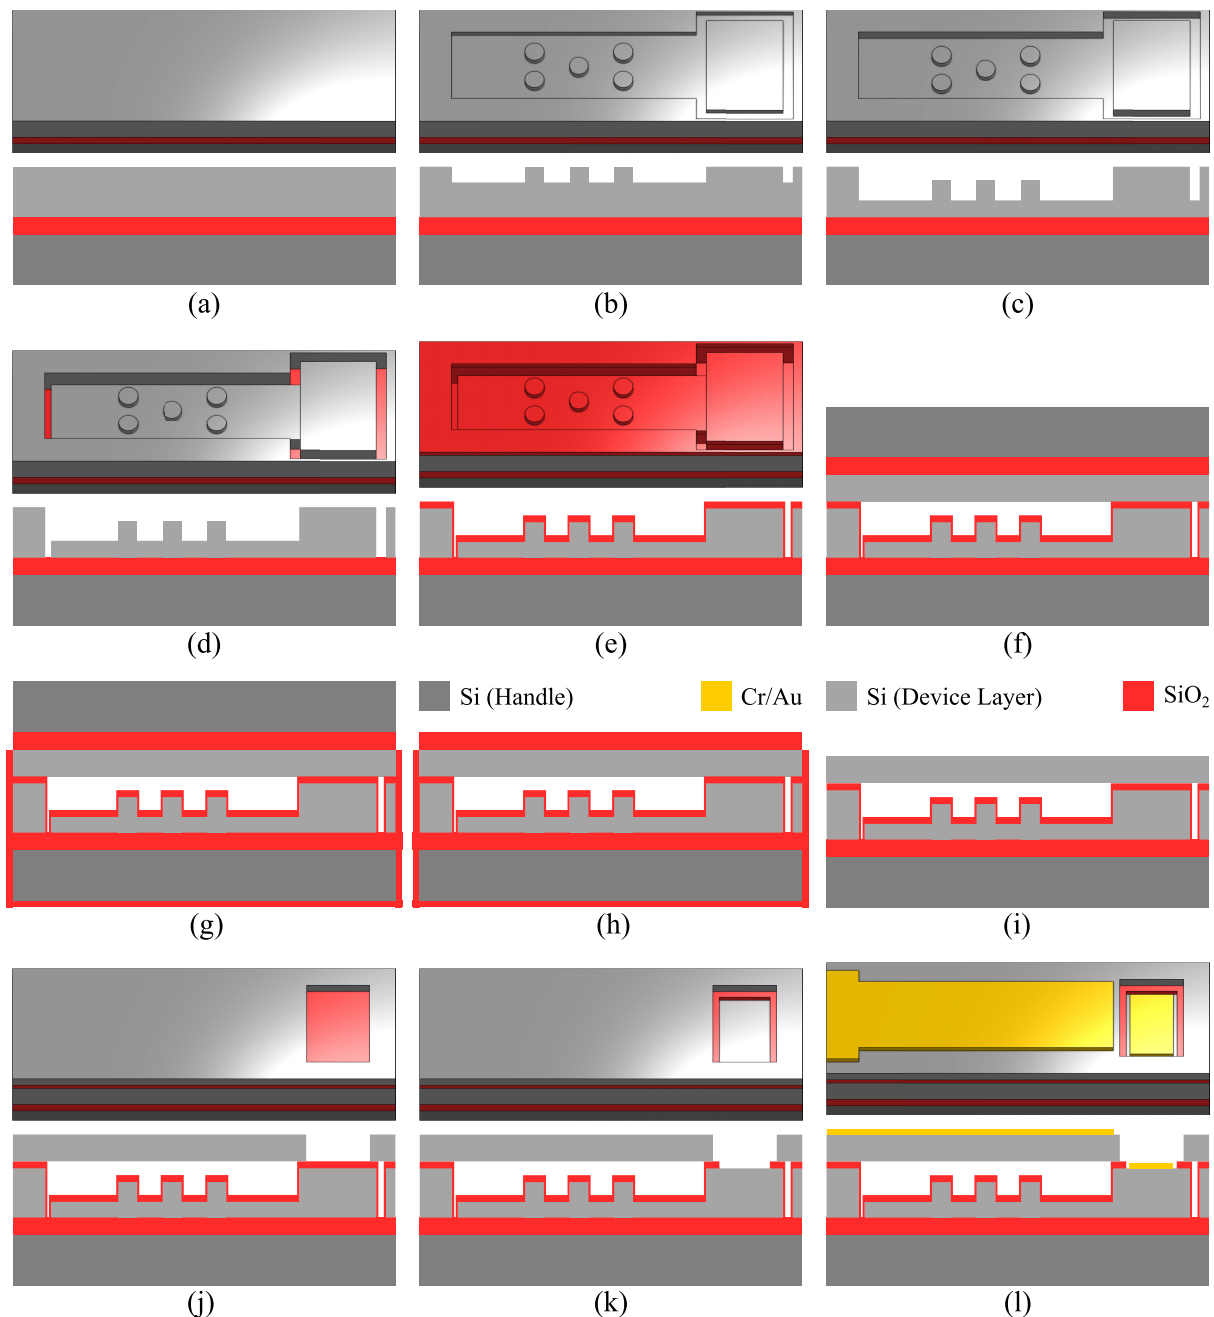 (a)
(b)
(c)
(d)
(e)
(f)
Si (Handle)
Cr/Au
Si (Device Layer)
SiO₂
(g)
(h)
(i)
(j)
(k)
(l)